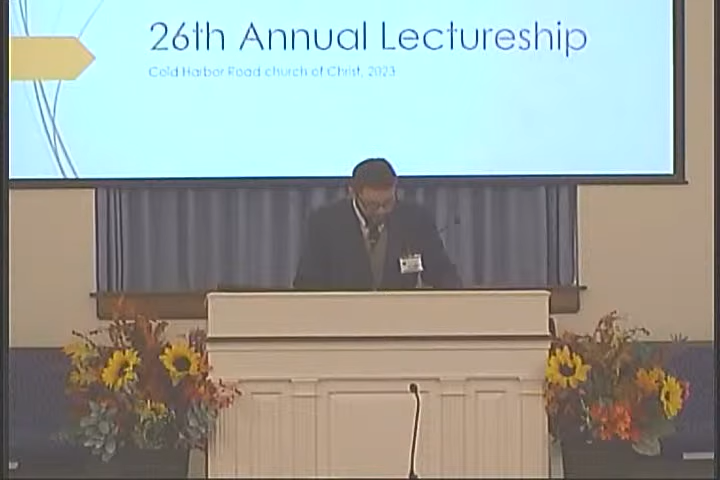 26th Annual Lectureship
Cold Harbor Road church of Christ, 2023